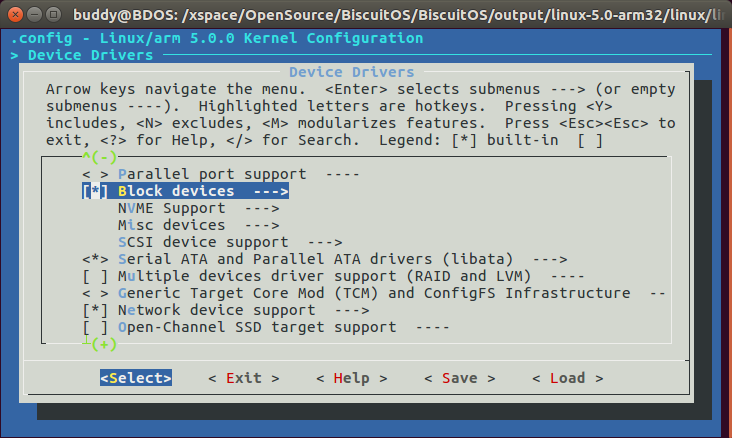 buddy@BDOS: /xspace/OpenSource/BiscuitOS/BiscuitOS/output/linux-5.0-arm32/linux/li
.config - Linux/arm 5.0.0 Kernel Configuration
> Device Drivers
Device Drivers
Arrow keys navigate the menu.  <Enter> selects submenus ---> (or empty
submenus ----).  Highlighted letters are hotkeys.  Pressing <Y>
includes, <N> excludes, <M> modularizes features.  Press <Esc><Esc> to
exit, <?> for Help, </> for Search.  Legend: [*] built-in  [ ]
^(-)
< > Parallel port support  ----
[*] Block devices  --->
NVME Support  --->
Misc devices  --->
SCSI device support  --->
<*> Serial ATA and Parallel ATA drivers (libata)  --->
[ ] Multiple devices driver support (RAID and LVM)  ----
< > Generic Target Core Mod (TCM) and ConfigFS Infrastructure  --
[*] Network device support  --->
[ ] Open-Channel SSD target support  ----
┴(+)
<Select>    < Exit >    < Help >    < Save >    < Load >